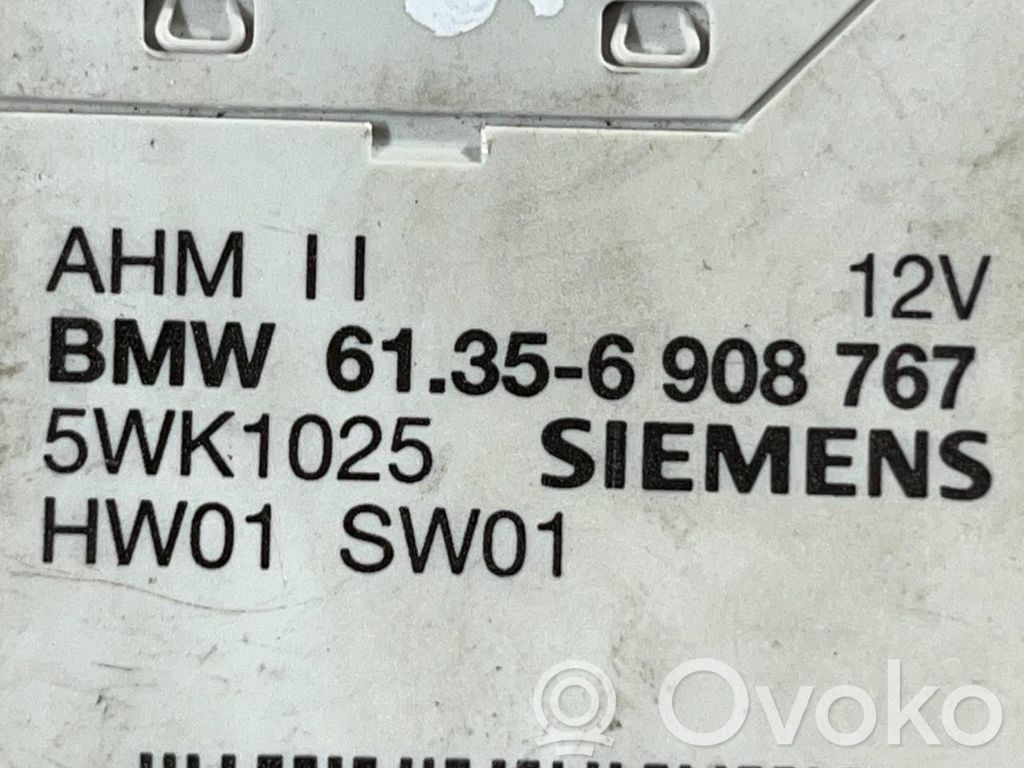 AHM II 12V
BMW 61.35-6 908 767
5WK1025 SIEMENS
HW01 SW01
Ovoko